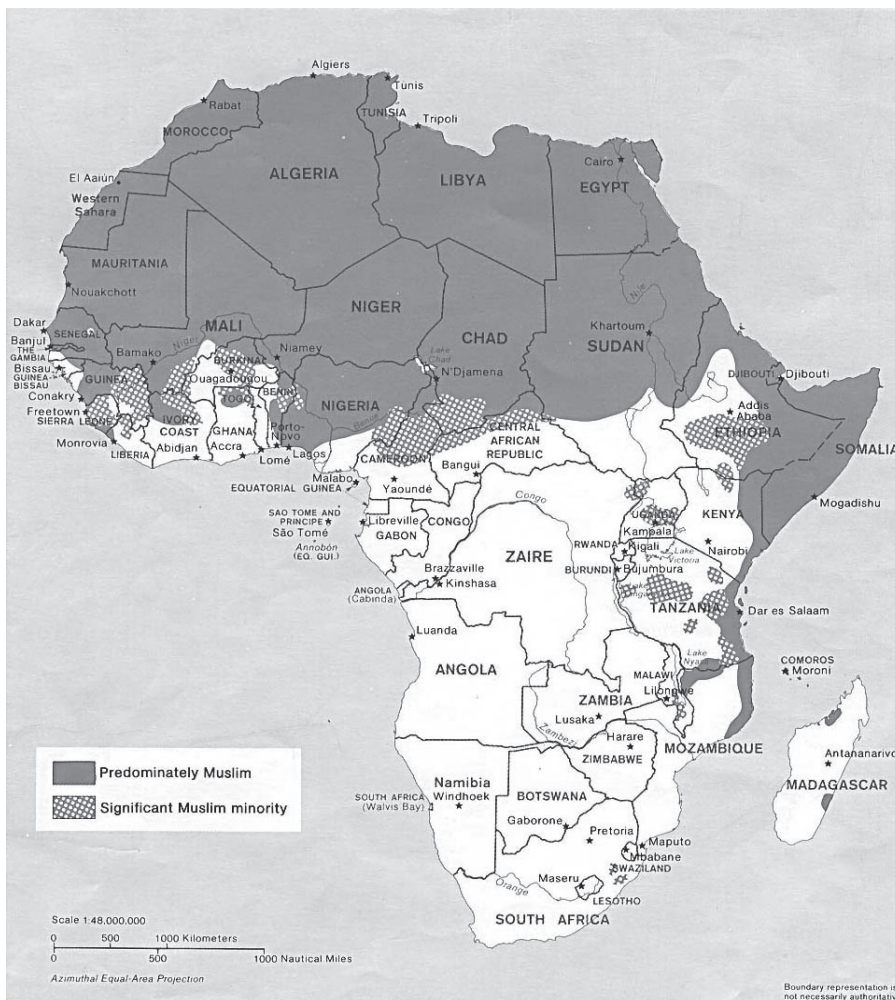 Algiers
Tunis
Rabat
TUNISIA
MOROCCO
Tripoli
El Aaiún
Western
Sahara
ALGERIA
LIBYA
Cairo
EGYPT
MAURITANIA
Nouakchott
Nile
NIGER
MALI
CHAD
Khartoum
SUDAN
Dakar
SENEGAL
Banjul
THE
GAMBIA
Bissau
GUINEA-
BISSAU
Bamako
Niger
Niamey
BURKINA
Ouagadougou
Lake
Chad
N'Djamena
DJIBOUTI
Djibouti
GUINEA
Conakry
Freetown
SIERRA LEONE
Monrovia
LIBERIA
IVORY
COAST
Abidjan
GHANA
Accra
TOGO
BENIN
Porto-
Novo
Lomé
Lagos
NIGERIA
Benue
CENTRAL
AFRICAN
REPUBLIC
Addis
Ababa
ETHIOPIA
SOMALIA
CAMEROON
Bangui
Malabo
EQUATORIAL GUINEA
Yaoundé
Mogadishu
SAO TOME AND
PRINCIPE
São Tomé
Annobón
(EQ. GUI.)
Libreville
GABON
CONGO
Congo
ZAIRE
UGANDA
Kampala
KENYA
Nairobi
RWANDA
Kigali
Lake
Victoria
BURUNDI
Bujumbura
Brazzaville
Kinshasa
ANGOLA
(Cabinda)
Lake
TANZANIA
Dar es Salaam
Luanda
ANGOLA
Lake
Nyasa
COMOROS
Moroni
MALAWI
Lilongwe
ZAMBIA
Lusaka
Zambezi
Harare
ZIMBABWE
MOZAMBIQUE
Antananarivo
MADAGASCAR
Namibia
Windhoek
SOUTH AFRICA
(Walvis Bay)
BOTSWANA
Gaborone
Pretoria
Maputo
Mbabane
SWAZILAND
Maseru
LESOTHO
Orange
SOUTH AFRICA
Predominately Muslim
Significant Muslim minority
Scale 1:48,000,000
0 500 1000 Kilometers
0 500 1000 Nautical Miles
Azimuthal Equal-Area Projection
Boundary representation is
not necessarily authoritati